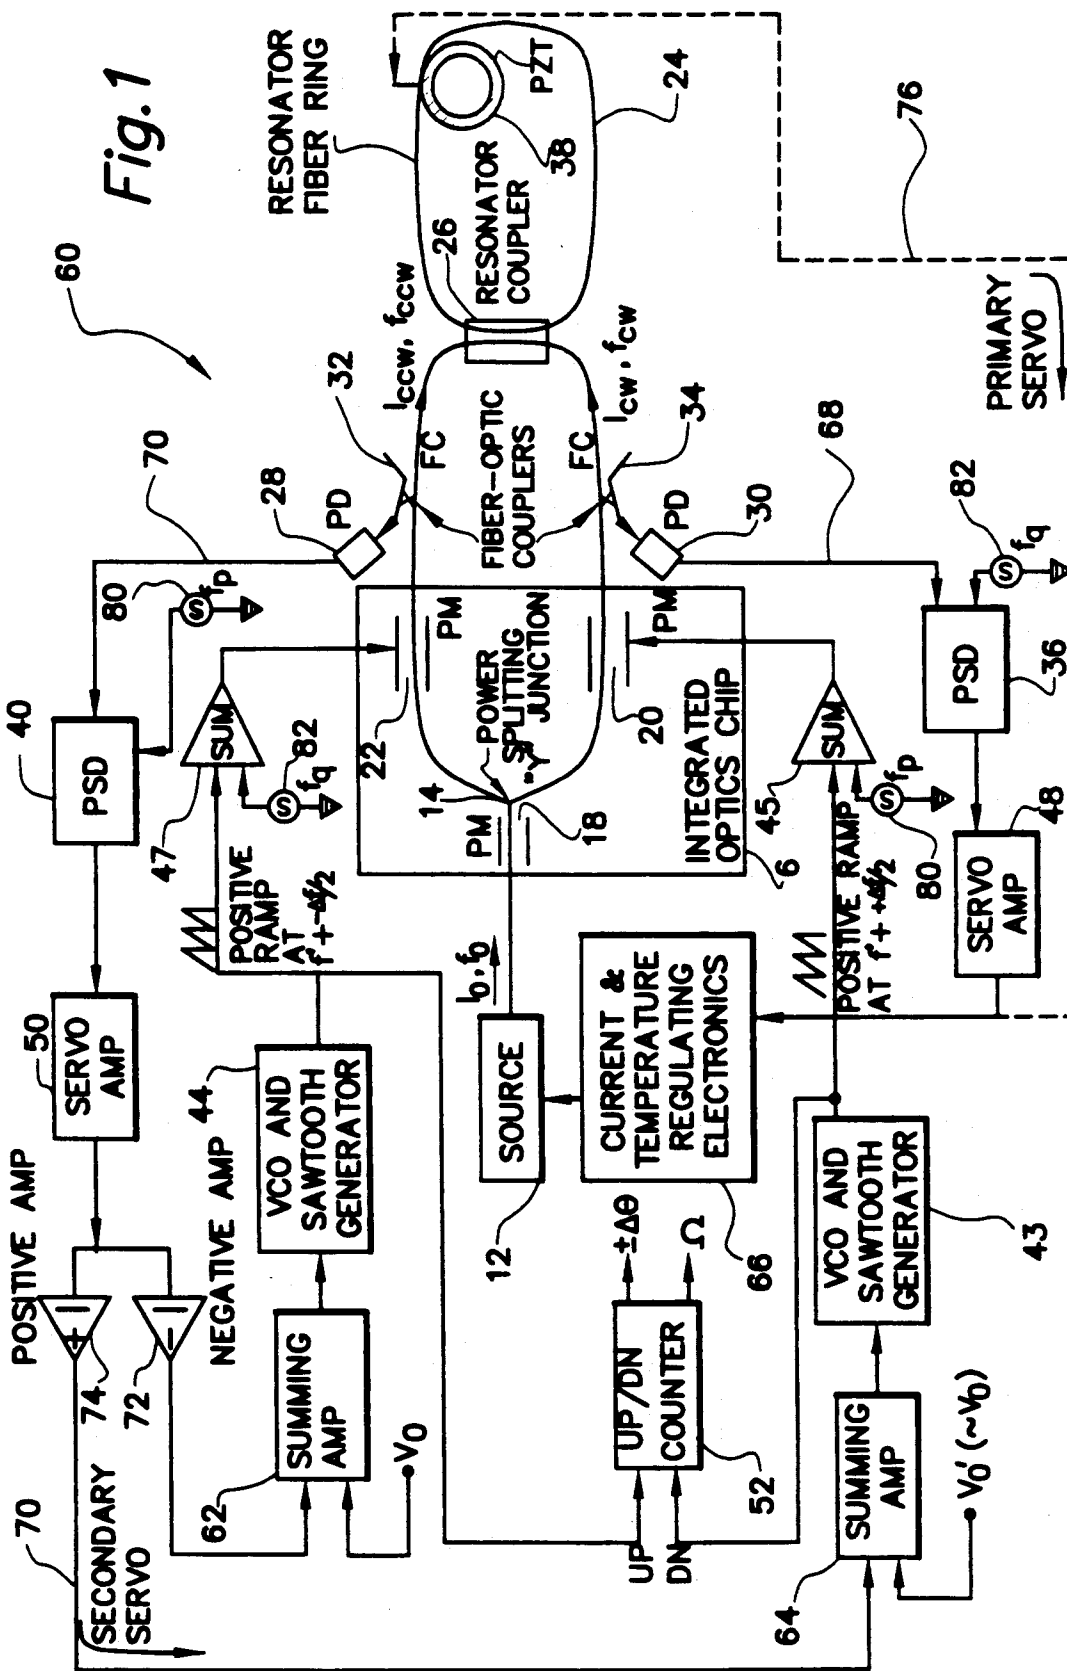 Fig.1
60
RESONATOR
FIBER RING
PZT
38
24
RESONATOR
COUPLER
26
76
PRIMARY
SERVO
I_CCW, f_CCW
I_CW, f_CW
32
34
FC
FC
FIBER-OPTIC
COUPLERS
PD
28
PD
30
70
68
80
S
f_p
82
S
f_q
PM
22
POWER
SPLITTING
"Y" JUNCTION
PM
20
14
PM
18
INTEGRATED
OPTICS CHIP
6
40
PSD
SUM
47
82
S
f_q
PSD
36
SUM
45
S
f_p
80
POSITIVE
RAMP
AT
f'+ -Δf/2
POSITIVE RAMP
AT f'+ +Δf/2
SERVO
AMP
48
50
SERVO
AMP
44
VCO AND
SAWTOOTH
GENERATOR
I_0, f_0
SOURCE
12
CURRENT &
TEMPERATURE
REGULATING
ELECTRONICS
66
VCO AND
SAWTOOTH
GENERATOR
43
POSITIVE AMP
+
74
−
72
NEGATIVE AMP
SUMMING
AMP
62
V_0
±Δθ
Ω
UP/DN
COUNTER
52
UP
DN
SUMMING
AMP
64
V_0' (~V_0)
70
SECONDARY
SERVO